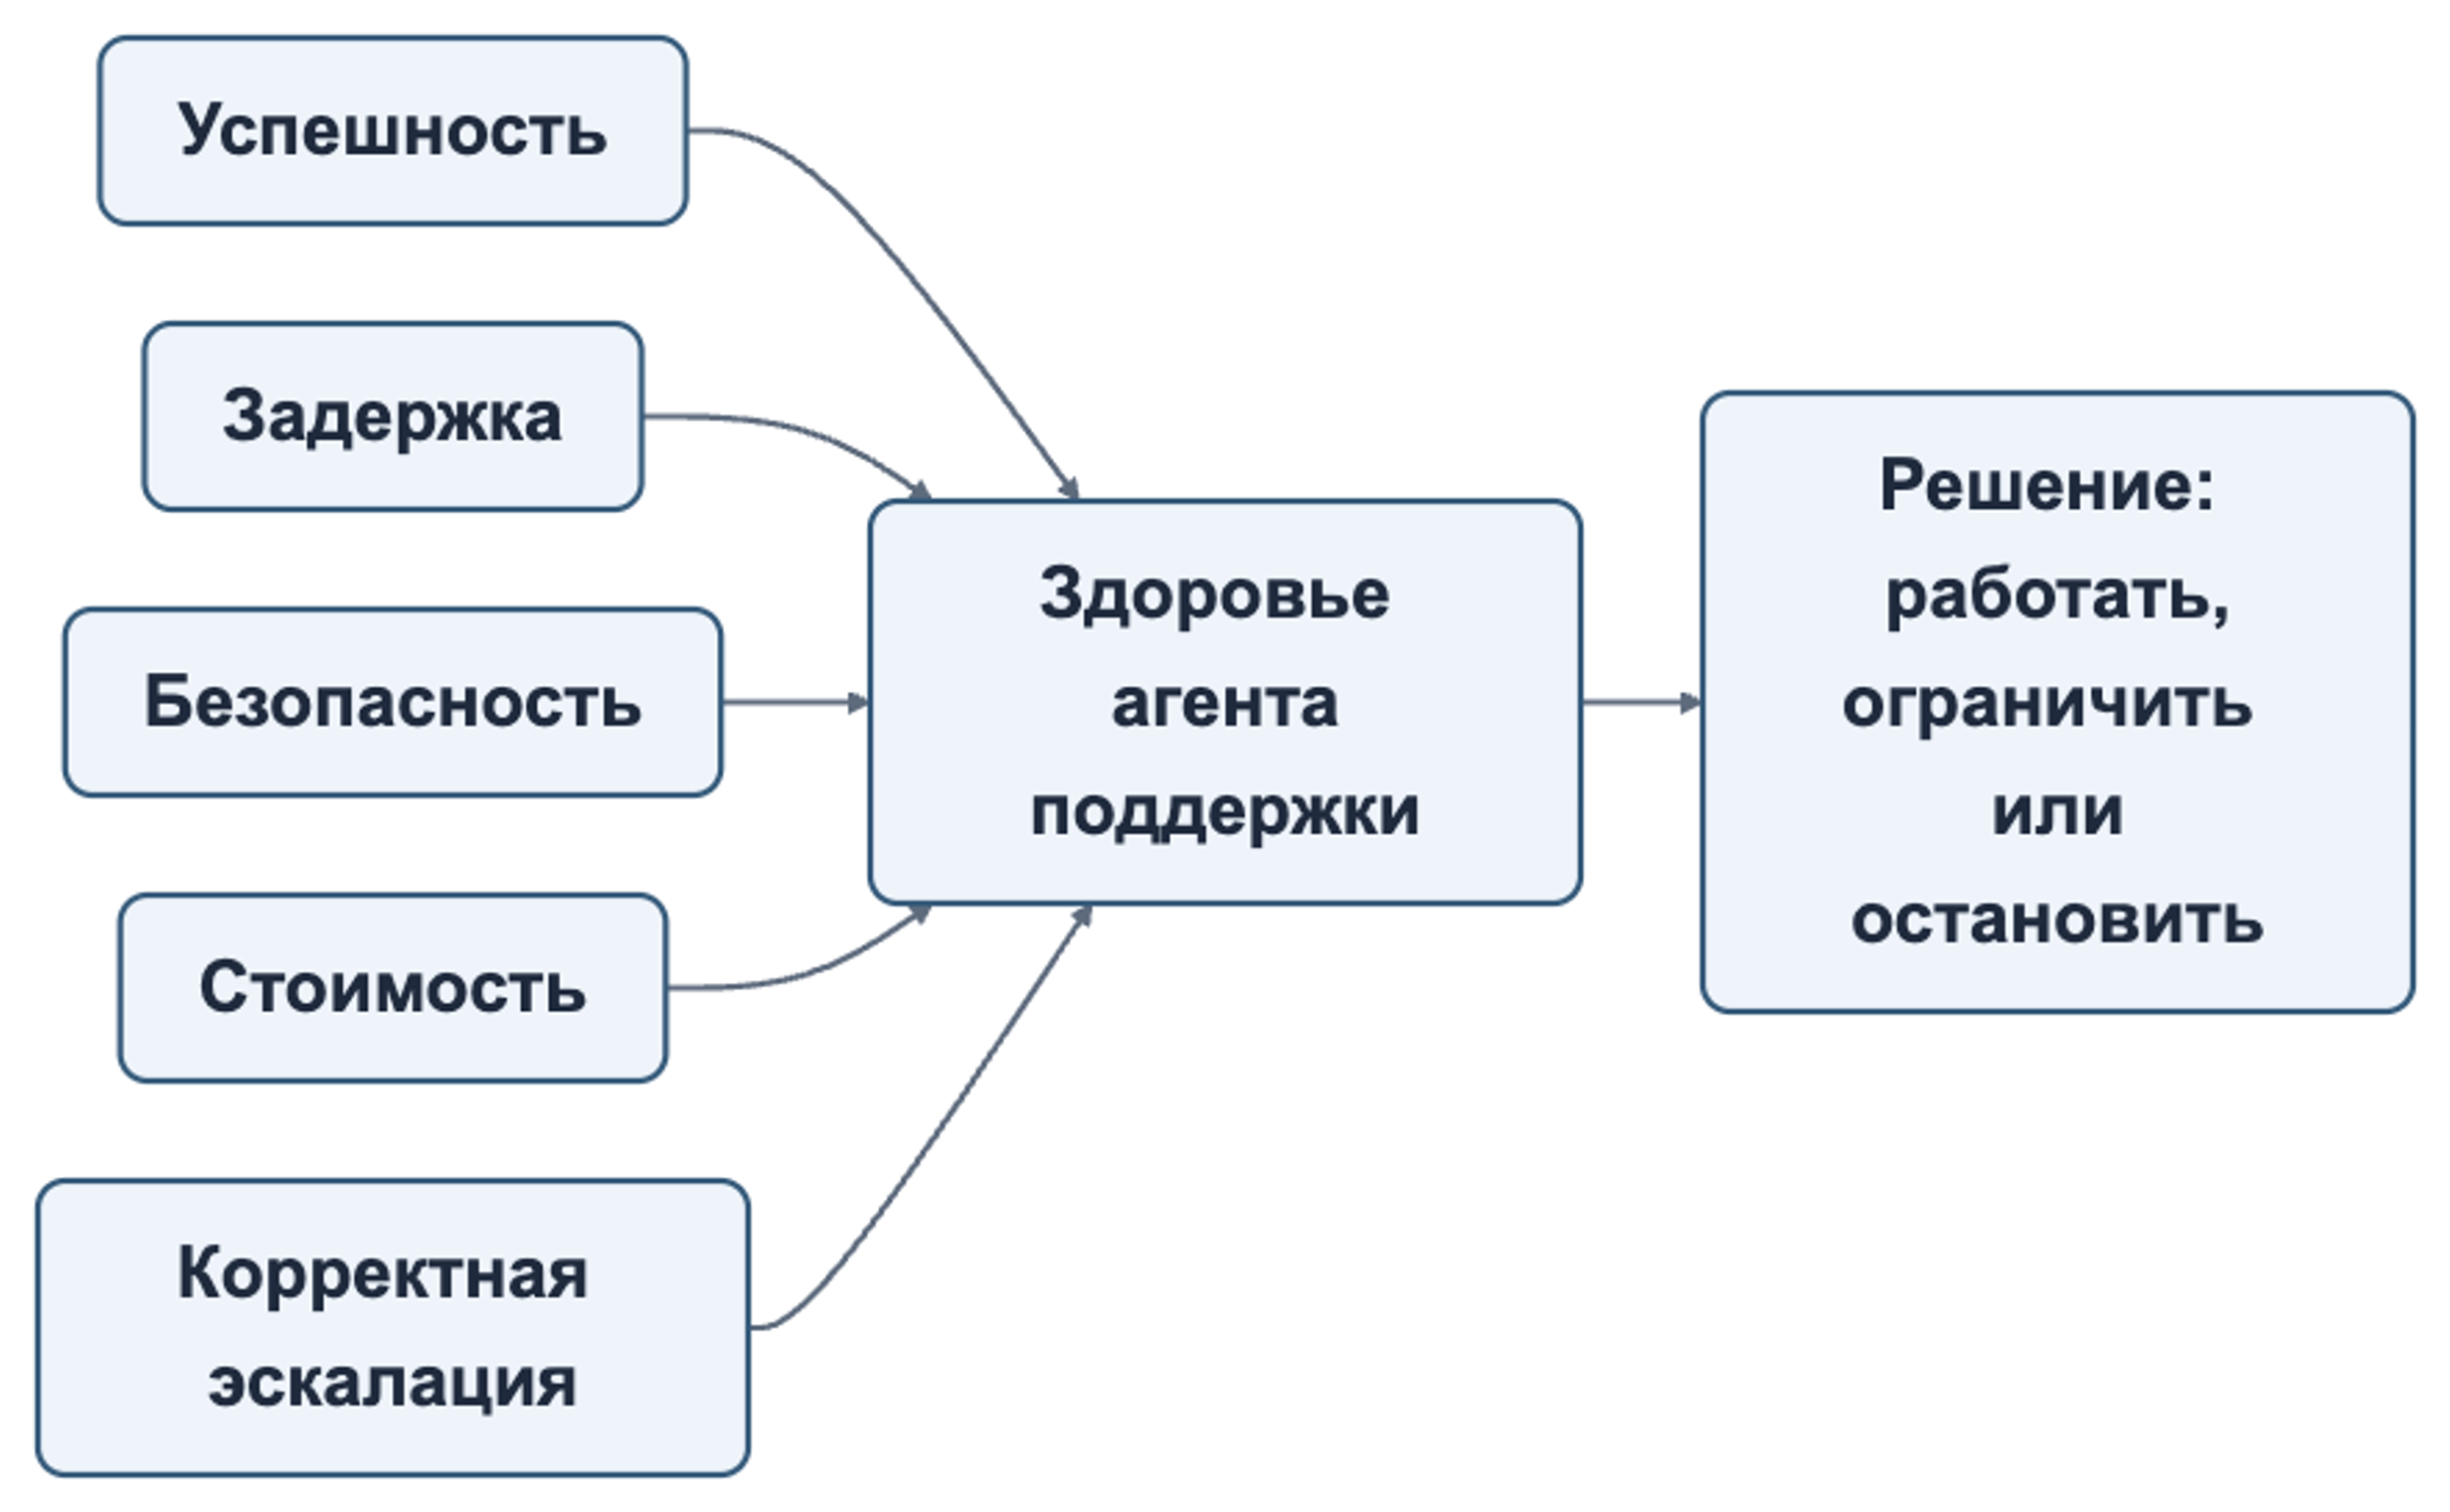 Успешность
Задержка
Безопасность
Стоимость
Корректная
эскалация
Здоровье
агента
поддержки
Решение:
работать,
ограничить
или
остановить